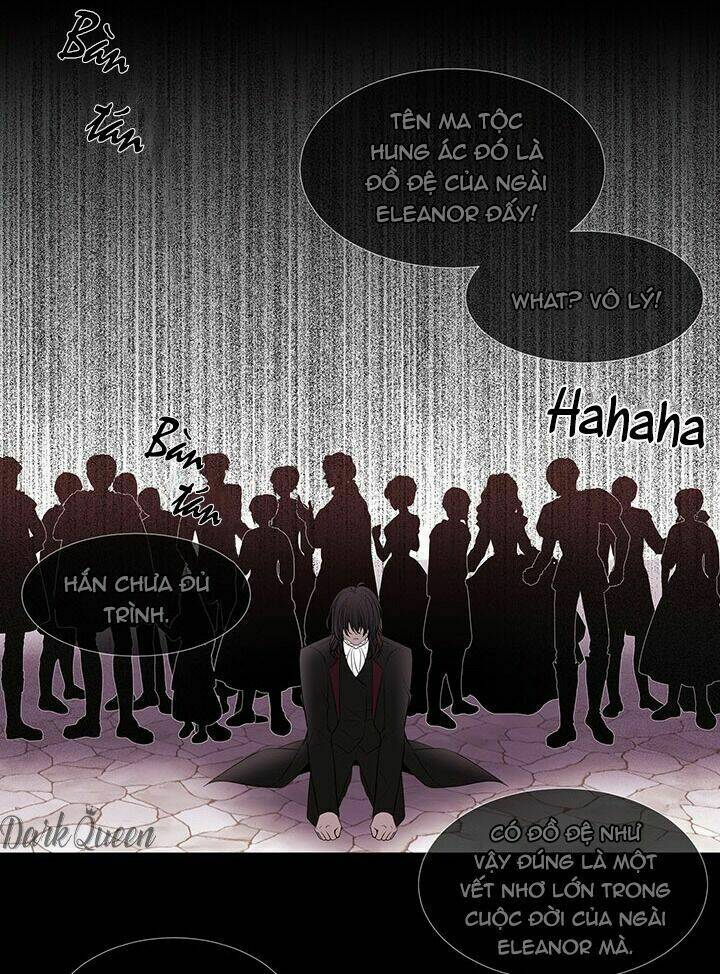 Bàn
tán
TÊN MA TỘC
HUNG ÁC ĐÓ LÀ
ĐỒ ĐỆ CỦA NGÀI
ELEANOR ĐẤY!
WHAT? VÔ LÝ!
Hahaha
Bàn
tán
HẮN CHƯA ĐỦ
TRÌNH.
CÓ ĐỒ ĐỆ NHƯ
VẬY ĐÚNG LÀ MỘT
VẾT NHƠ LỚN TRONG
CUỘC ĐỜI CỦA NGÀI
ELEANOR MÀ.
Dark Queen